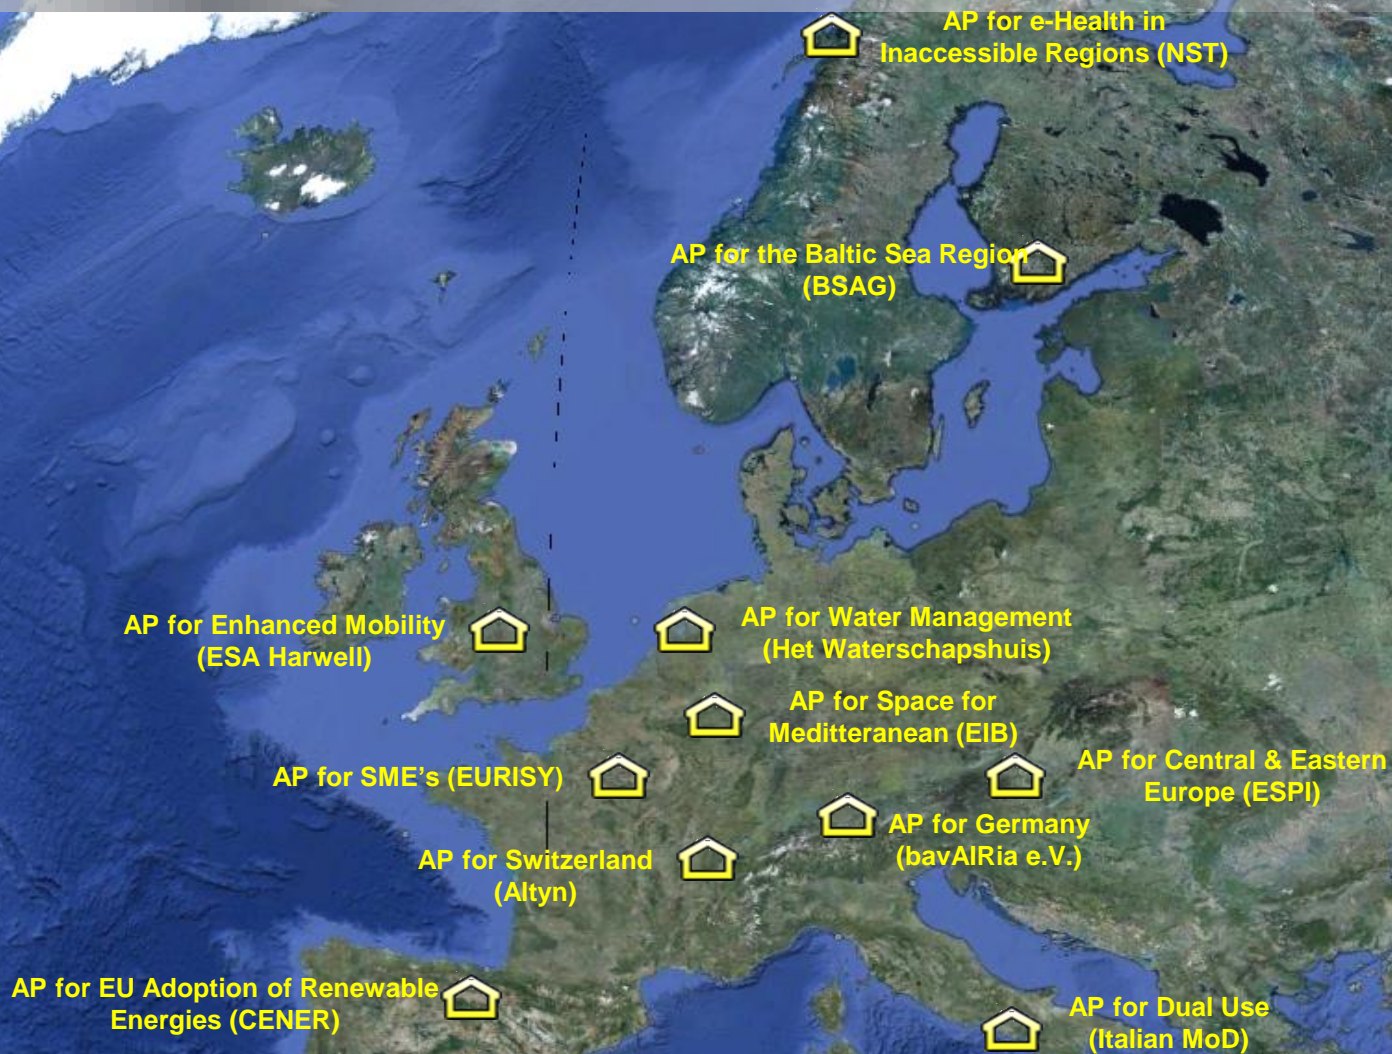 AP for e-Health in
Inaccessible Regions (NST)
AP for the Baltic Sea Region
(BSAG)
AP for Enhanced Mobility
(ESA Harwell)
AP for Water Management
(Het Waterschapshuis)
AP for Space for
Meditteranean (EIB)
AP for SME's (EURISY)
AP for Central & Eastern
Europe (ESPI)
AP for Germany
(bavAIRia e.V.)
AP for Switzerland
(Altyn)
AP for EU Adoption of Renewable
Energies (CENER)
AP for Dual Use
(Italian MoD)